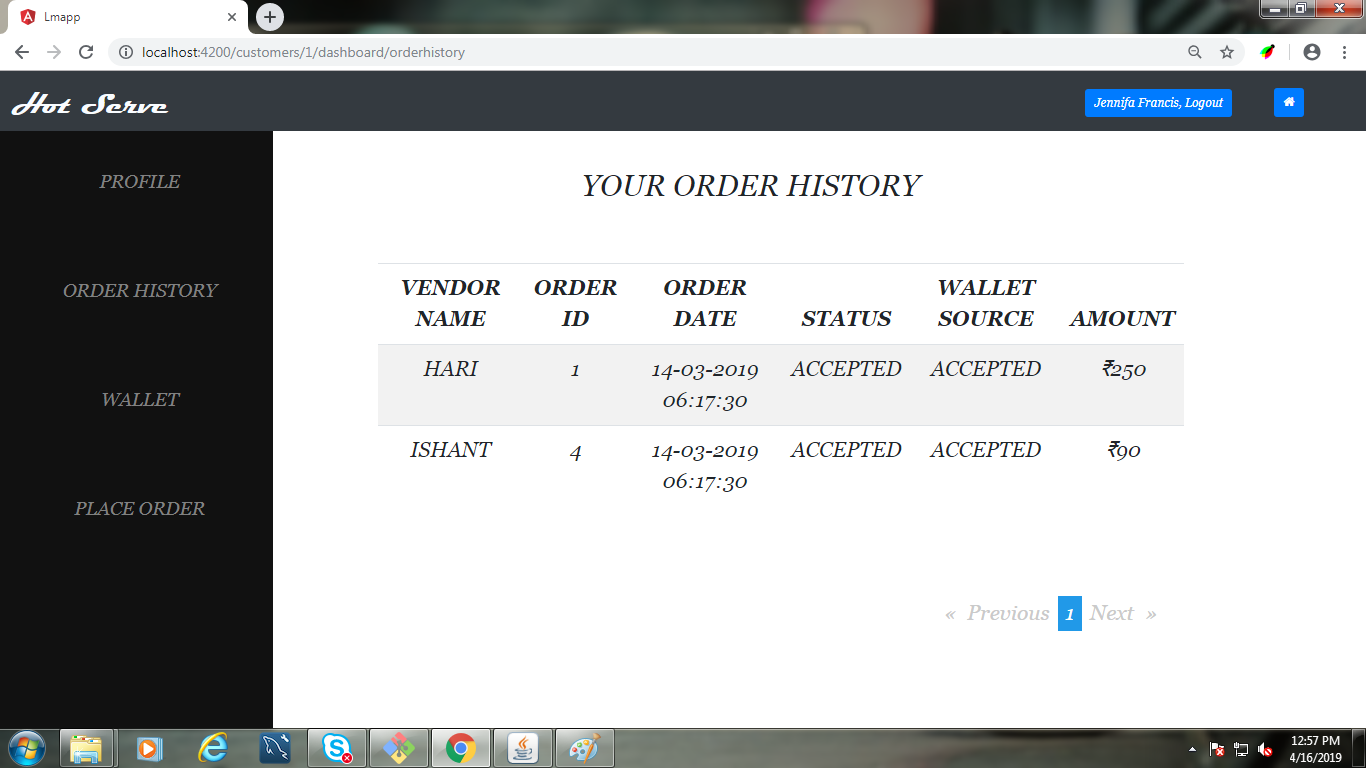 Lmapp
localhost:4200/customers/1/dashboard/orderhistory
Hot Serve
Jennifa Francis, Logout
PROFILE
ORDER HISTORY
WALLET
PLACE ORDER
YOUR ORDER HISTORY
VENDOR NAME ORDER ID ORDER DATE STATUS WALLET SOURCE AMOUNT
HARI 1 14-03-2019 06:17:30 ACCEPTED ACCEPTED ₹250
ISHANT 4 14-03-2019 06:17:30 ACCEPTED ACCEPTED ₹90
« Previous 1 Next »
12:57 PM
4/16/2019